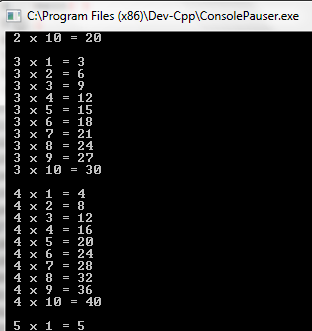 C:\Program Files (x86)\Dev-Cpp\ConsolePauser.exe
2 x 10 = 20
3 x 1 = 3
3 x 2 = 6
3 x 3 = 9
3 x 4 = 12
3 x 5 = 15
3 x 6 = 18
3 x 7 = 21
3 x 8 = 24
3 x 9 = 27
3 x 10 = 30
4 x 1 = 4
4 x 2 = 8
4 x 3 = 12
4 x 4 = 16
4 x 5 = 20
4 x 6 = 24
4 x 7 = 28
4 x 8 = 32
4 x 9 = 36
4 x 10 = 40
5 x 1 = 5